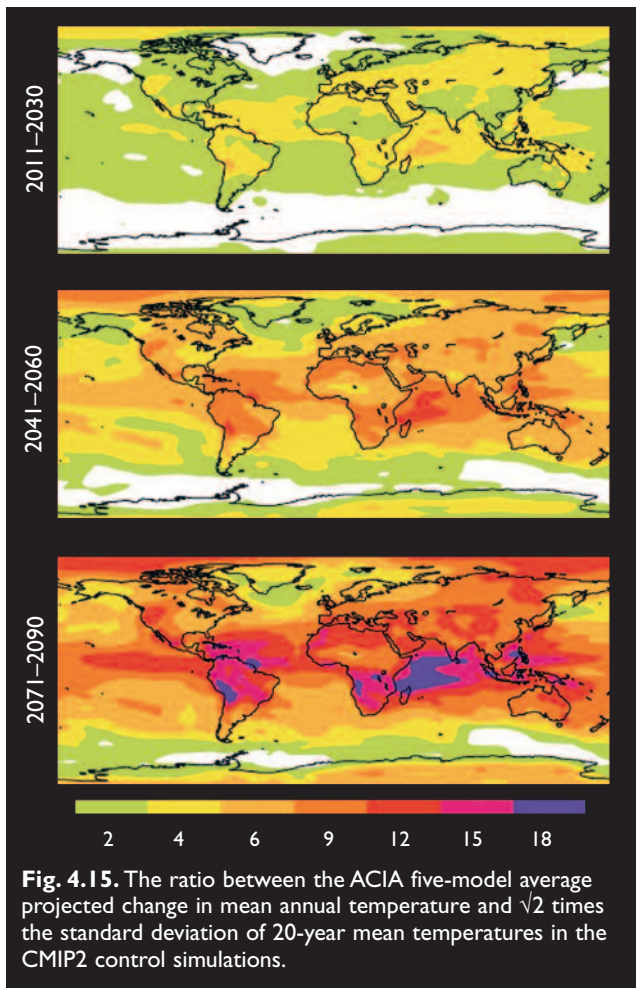 2011–2030
2041–2060
2071–2090
2 4 6 9 12 15 18
Fig. 4.15. The ratio between the ACIA five-model average
projected change in mean annual temperature and √2 times
the standard deviation of 20-year mean temperatures in the
CMIP2 control simulations.